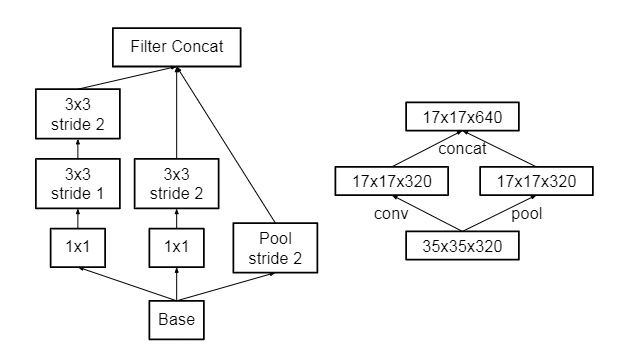 Filter Concat
3x3
stride 2
3x3
stride 1
3x3
stride 2
1x1
1x1
Pool
stride 2
Base
17x17x640
concat
17x17x320
17x17x320
conv
pool
35x35x320